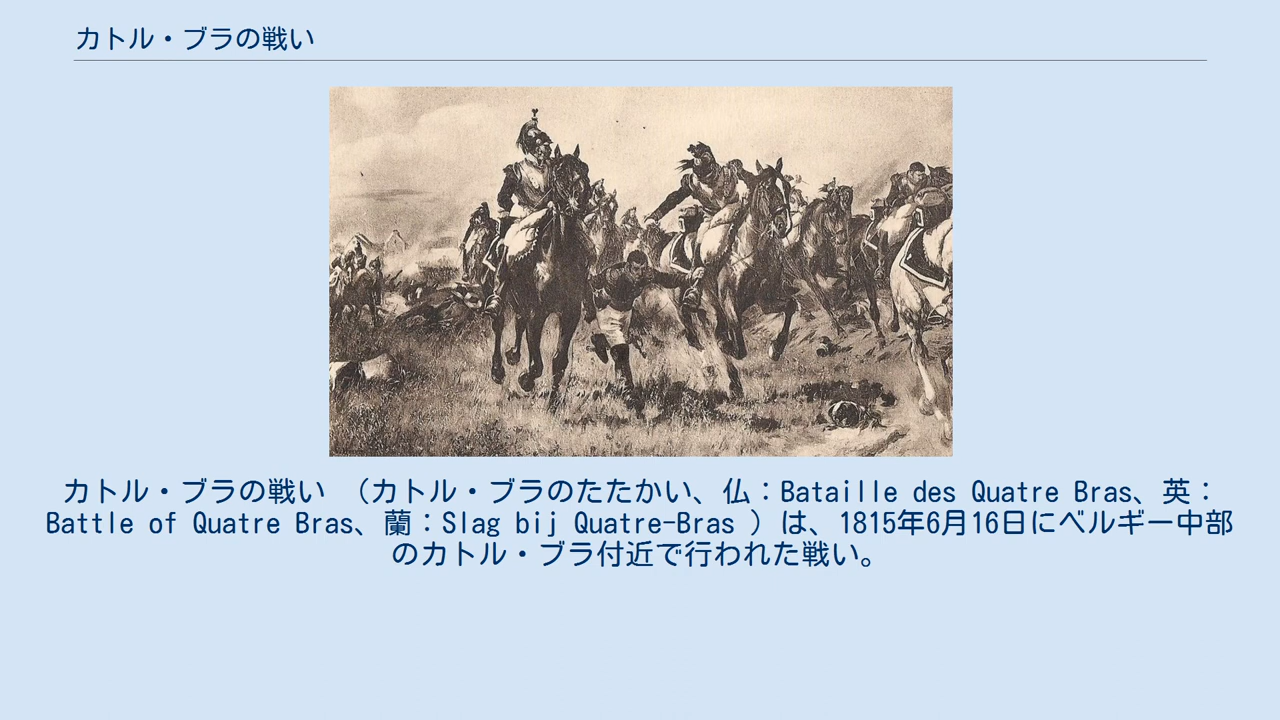 カトル・ブラの戦い
カトル・ブラの戦い （カトル・ブラのたたかい、仏：Bataille des Quatre Bras、英：
Battle of Quatre Bras、蘭：Slag bij Quatre-Bras ）は、1815年6月16日にベルギー中部
のカトル・ブラ付近で行われた戦い。